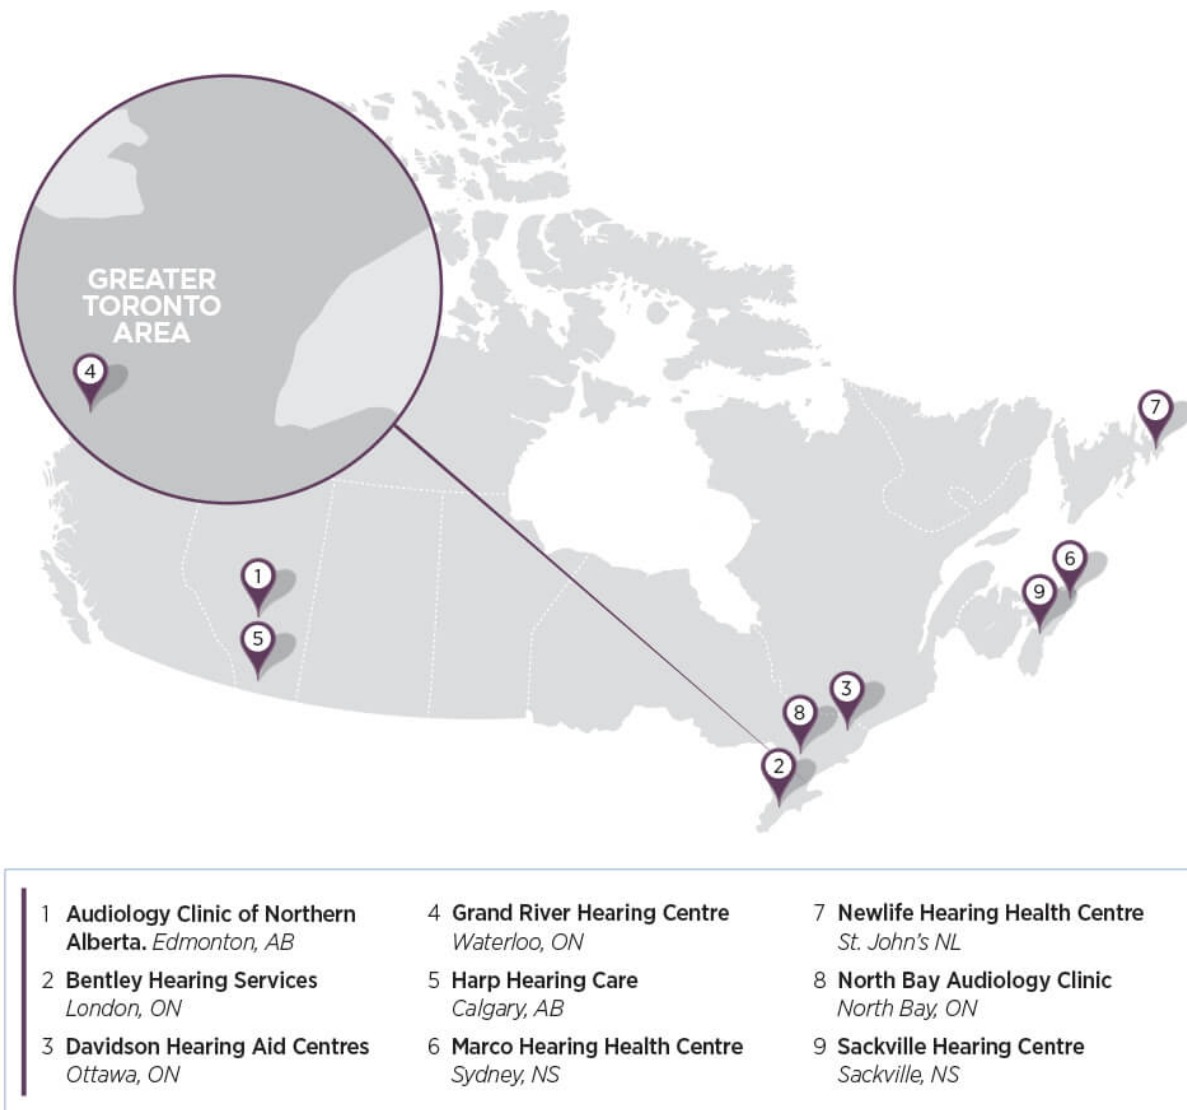 GREATER
TORONTO
AREA
4
7
6
9
1
5
3
8
2
1 Audiology Clinic of Northern
Alberta. Edmonton, AB
2 Bentley Hearing Services
London, ON
3 Davidson Hearing Aid Centres
Ottawa, ON
4 Grand River Hearing Centre
Waterloo, ON
5 Harp Hearing Care
Calgary, AB
6 Marco Hearing Health Centre
Sydney, NS
7 Newlife Hearing Health Centre
St. John’s NL
8 North Bay Audiology Clinic
North Bay, ON
9 Sackville Hearing Centre
Sackville, NS